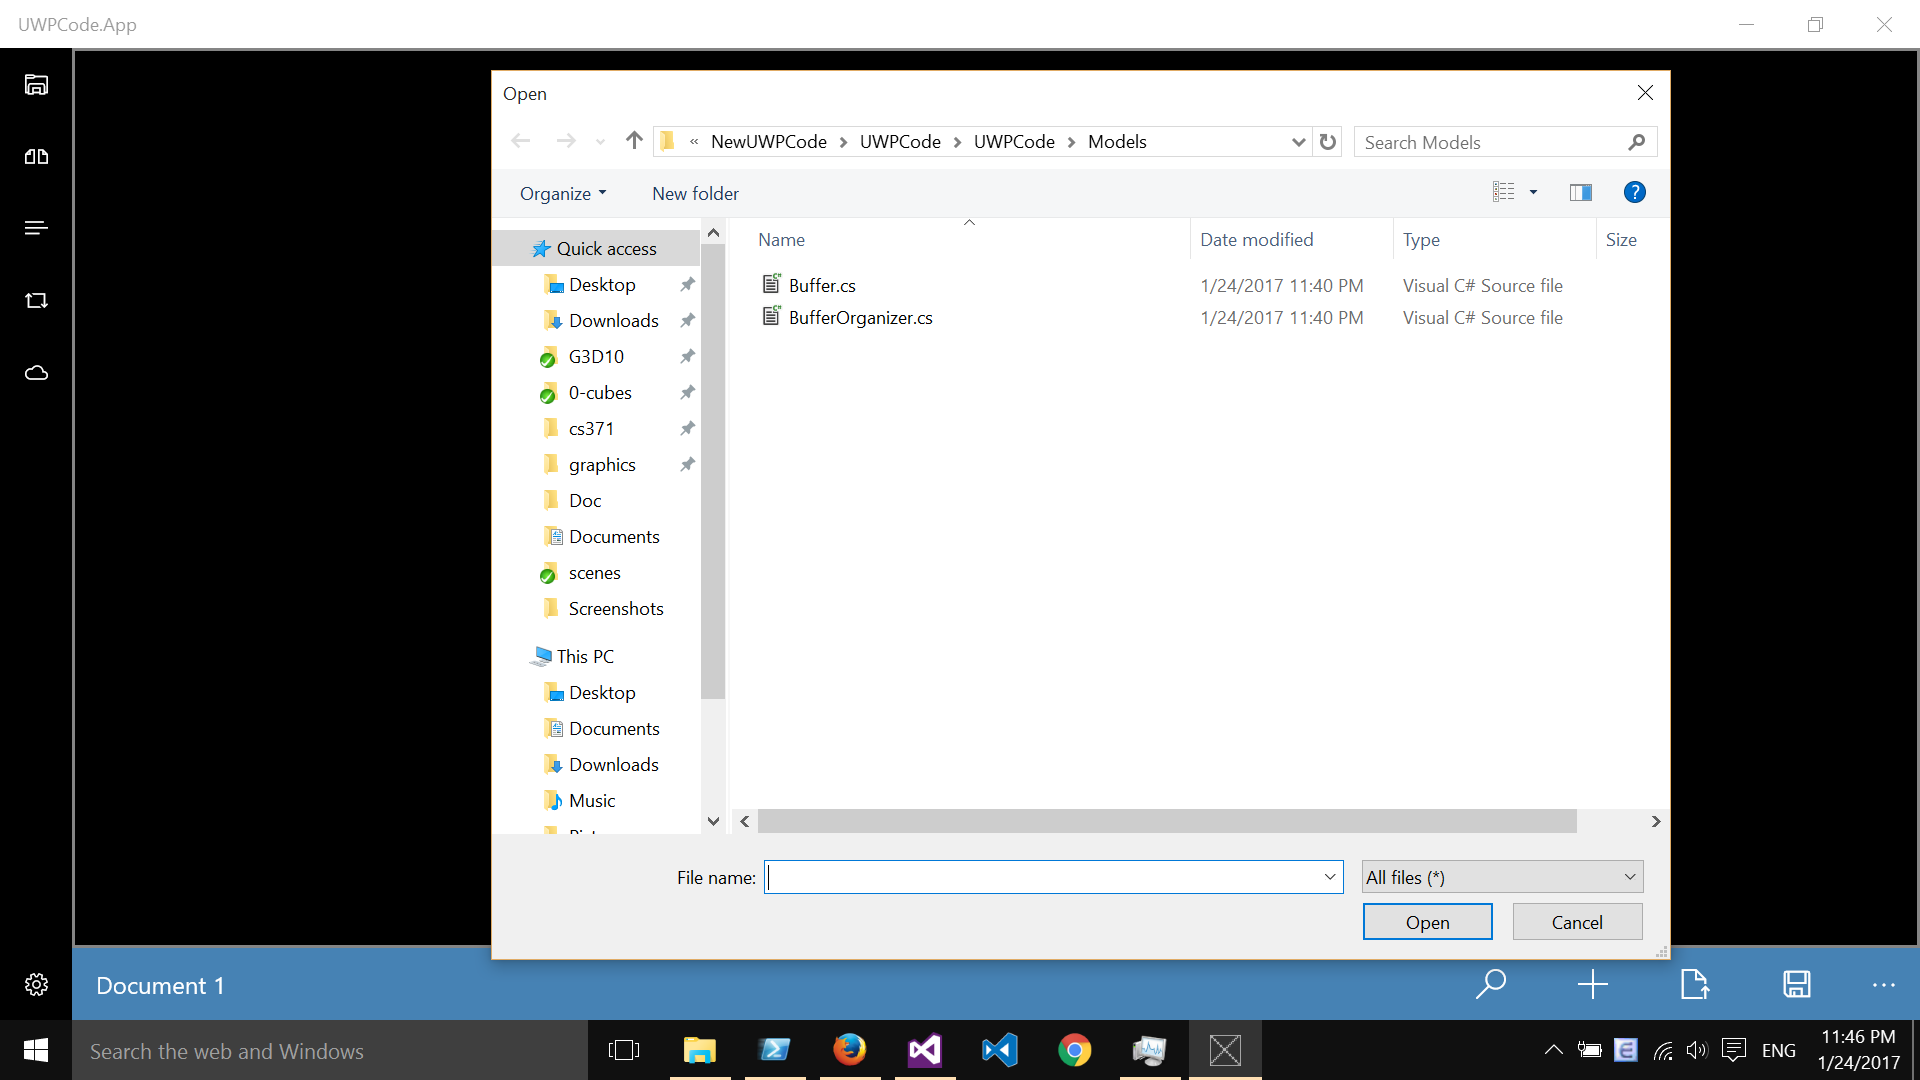 UWPCode.App
Open
« NewUWPCode > UWPCode > UWPCode > Models
Search Models
Organize
New folder
Name
Date modified
Type
Size
Buffer.cs
1/24/2017 11:40 PM
Visual C# Source file
BufferOrganizer.cs
1/24/2017 11:40 PM
Visual C# Source file
Quick access
Desktop
Downloads
G3D10
0-cubes
cs371
graphics
Doc
Documents
scenes
Screenshots
This PC
Desktop
Documents
Downloads
Music
File name:
All files (*)
Open
Cancel
Document 1
Search the web and Windows
ENG
11:46 PM
1/24/2017